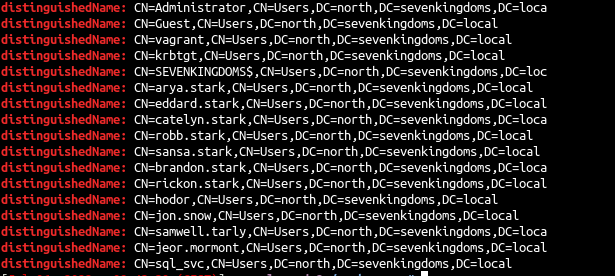 distinguishedName: CN=Administrator,CN=Users,DC=north,DC=sevenkingdoms,DC=loca
distinguishedName: CN=Guest,CN=Users,DC=north,DC=sevenkingdoms,DC=local
distinguishedName: CN=vagrant,CN=Users,DC=north,DC=sevenkingdoms,DC=local
distinguishedName: CN=krbtgt,CN=Users,DC=north,DC=sevenkingdoms,DC=local
distinguishedName: CN=SEVENKINGDOMS$,CN=Users,DC=north,DC=sevenkingdoms,DC=loc
distinguishedName: CN=arya.stark,CN=Users,DC=north,DC=sevenkingdoms,DC=local
distinguishedName: CN=eddard.stark,CN=Users,DC=north,DC=sevenkingdoms,DC=local
distinguishedName: CN=catelyn.stark,CN=Users,DC=north,DC=sevenkingdoms,DC=loca
distinguishedName: CN=robb.stark,CN=Users,DC=north,DC=sevenkingdoms,DC=local
distinguishedName: CN=sansa.stark,CN=Users,DC=north,DC=sevenkingdoms,DC=local
distinguishedName: CN=brandon.stark,CN=Users,DC=north,DC=sevenkingdoms,DC=loca
distinguishedName: CN=rickon.stark,CN=Users,DC=north,DC=sevenkingdoms,DC=local
distinguishedName: CN=hodor,CN=Users,DC=north,DC=sevenkingdoms,DC=local
distinguishedName: CN=jon.snow,CN=Users,DC=north,DC=sevenkingdoms,DC=local
distinguishedName: CN=samwell.tarly,CN=Users,DC=north,DC=sevenkingdoms,DC=loca
distinguishedName: CN=jeor.mormont,CN=Users,DC=north,DC=sevenkingdoms,DC=local
distinguishedName: CN=sql_svc,CN=Users,DC=north,DC=sevenkingdoms,DC=local